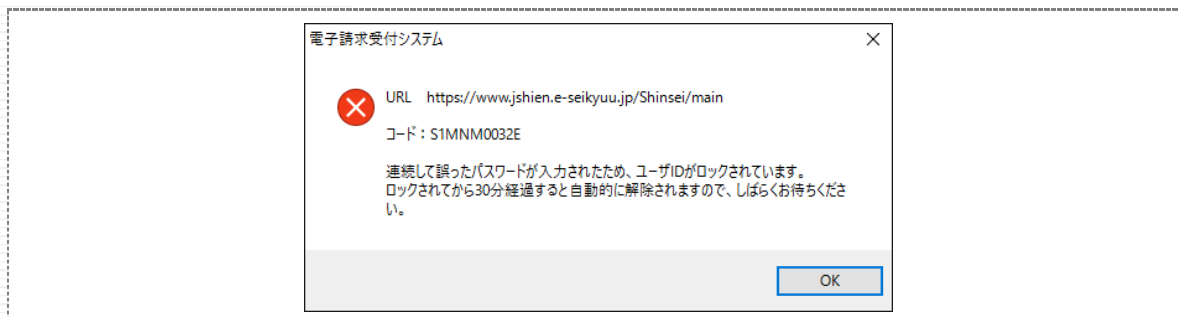 電子請求受付システム
URL　https://www.jshien.e-seikyuu.jp/Shinsei/main
コード：S1MNM0032E
連続して誤ったパスワードが入力されたため、ユーザIDがロックされています。
ロックされてから30分経過すると自動的に解除されますので、しばらくお待ちくださ
い。
OK